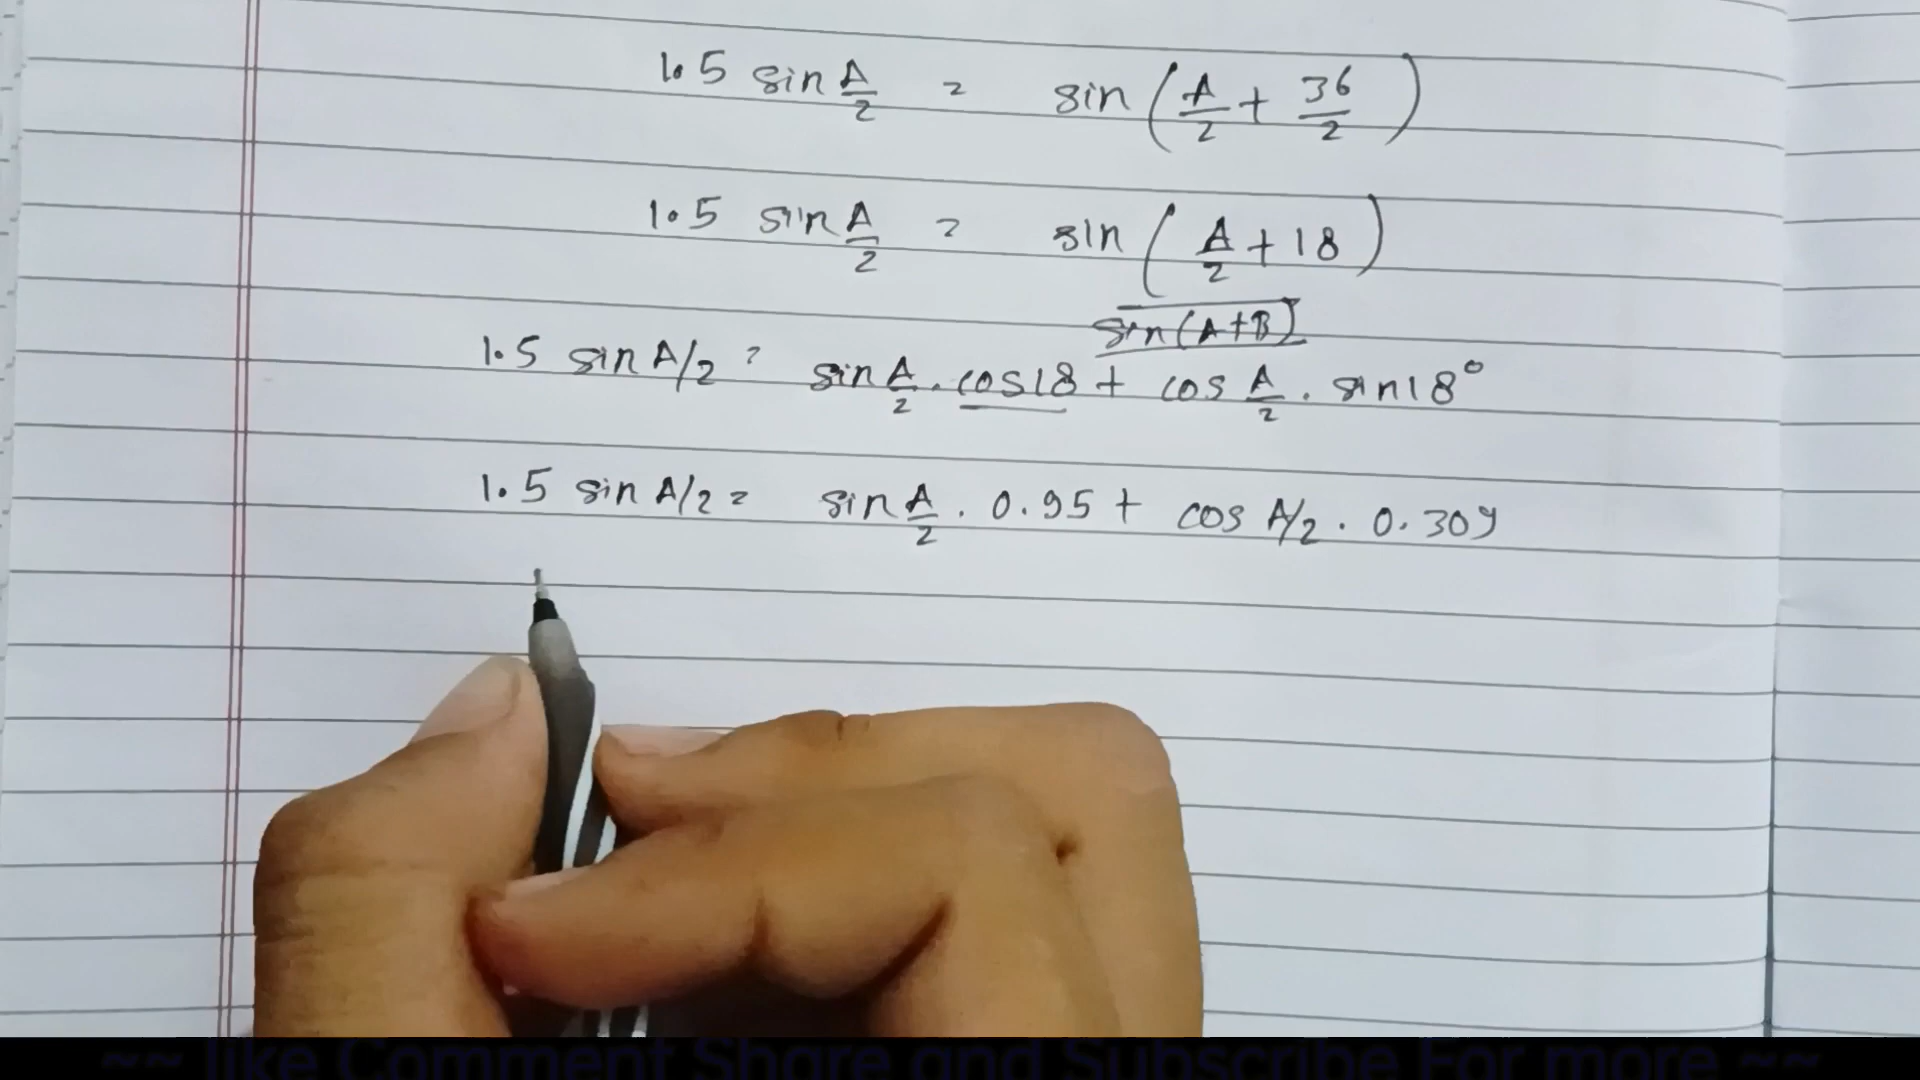 1.5 sin A/2 = sin (A/2 + 36/2)
1.5 sin A/2 = sin (A/2 + 18)
sin(A+B)
1.5 sin A/2 = sin A/2 . cos18 + cos A/2 . sin18°
1.5 sin A/2 = sin A/2 . 0.95 + cos A/2 . 0.309
~~ like Comment Share and Subscribe For more ~~